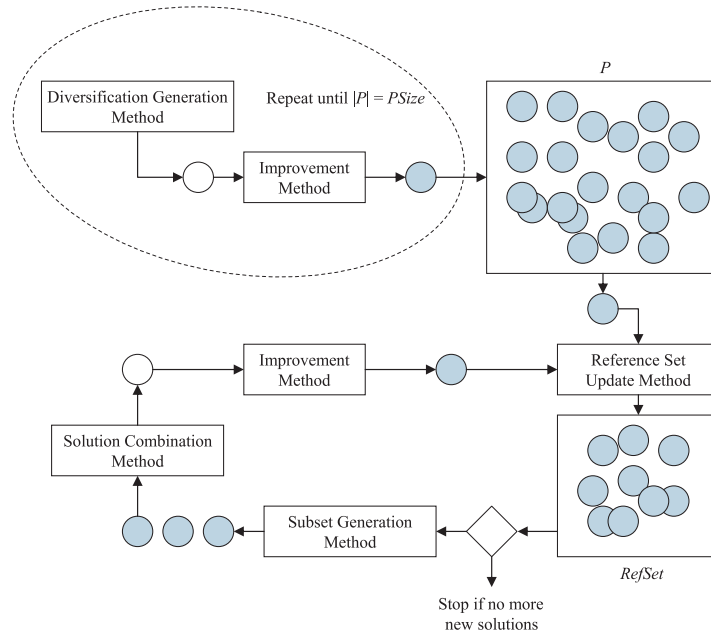 P
Diversification Generation
Method
Repeat until |P| = PSize
Improvement
Method
Improvement
Method
Reference Set
Update Method
Solution Combination
Method
Subset Generation
Method
RefSet
Stop if no more
new solutions